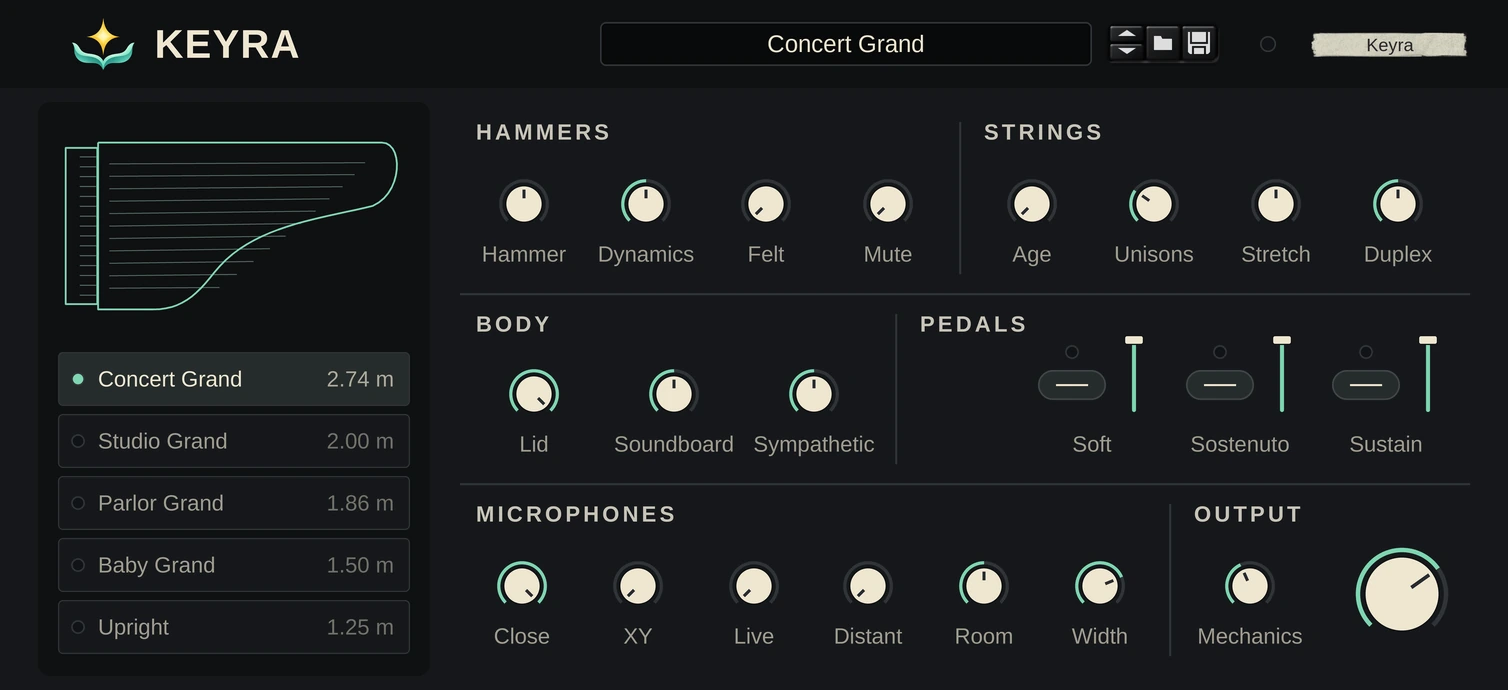 KEYRA
Concert Grand
Keyra
Concert Grand 2.74 m
Studio Grand 2.00 m
Parlor Grand 1.86 m
Baby Grand 1.50 m
Upright 1.25 m
HAMMERS
Hammer Dynamics Felt Mute
STRINGS
Age Unisons Stretch Duplex
BODY
Lid Soundboard Sympathetic
PEDALS
Soft Sostenuto Sustain
MICROPHONES
Close XY Live Distant Room Width
OUTPUT
Mechanics